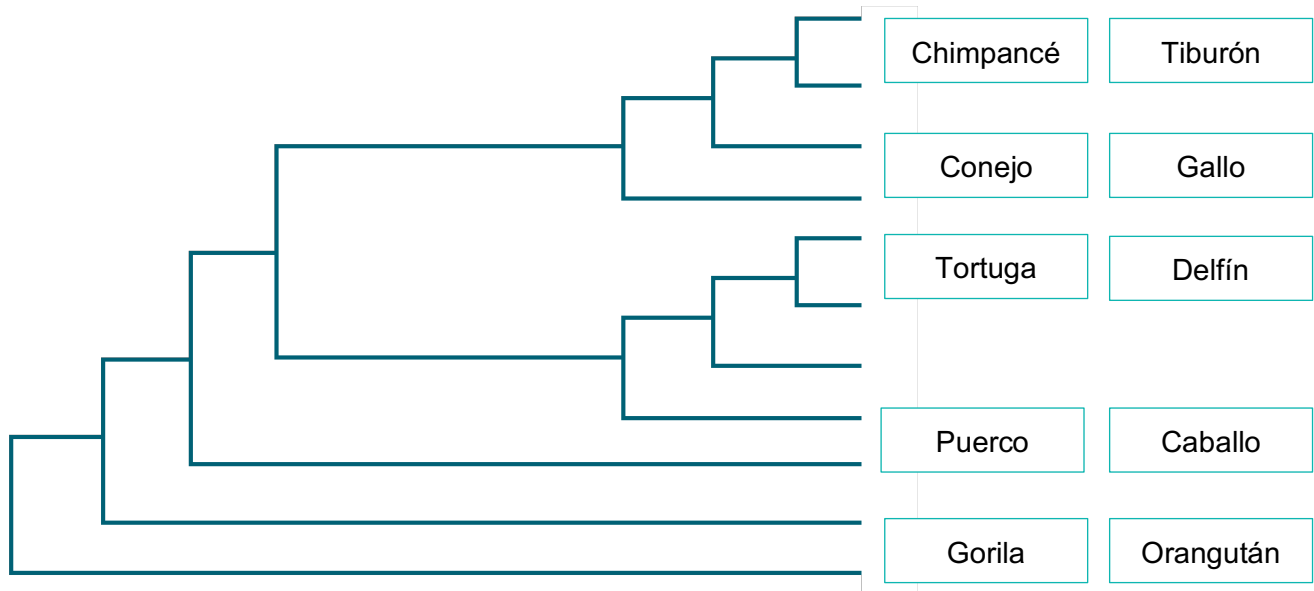 Chimpancé Tiburón
Conejo Gallo
Tortuga Delfín
Puerco Caballo
Gorila Orangután